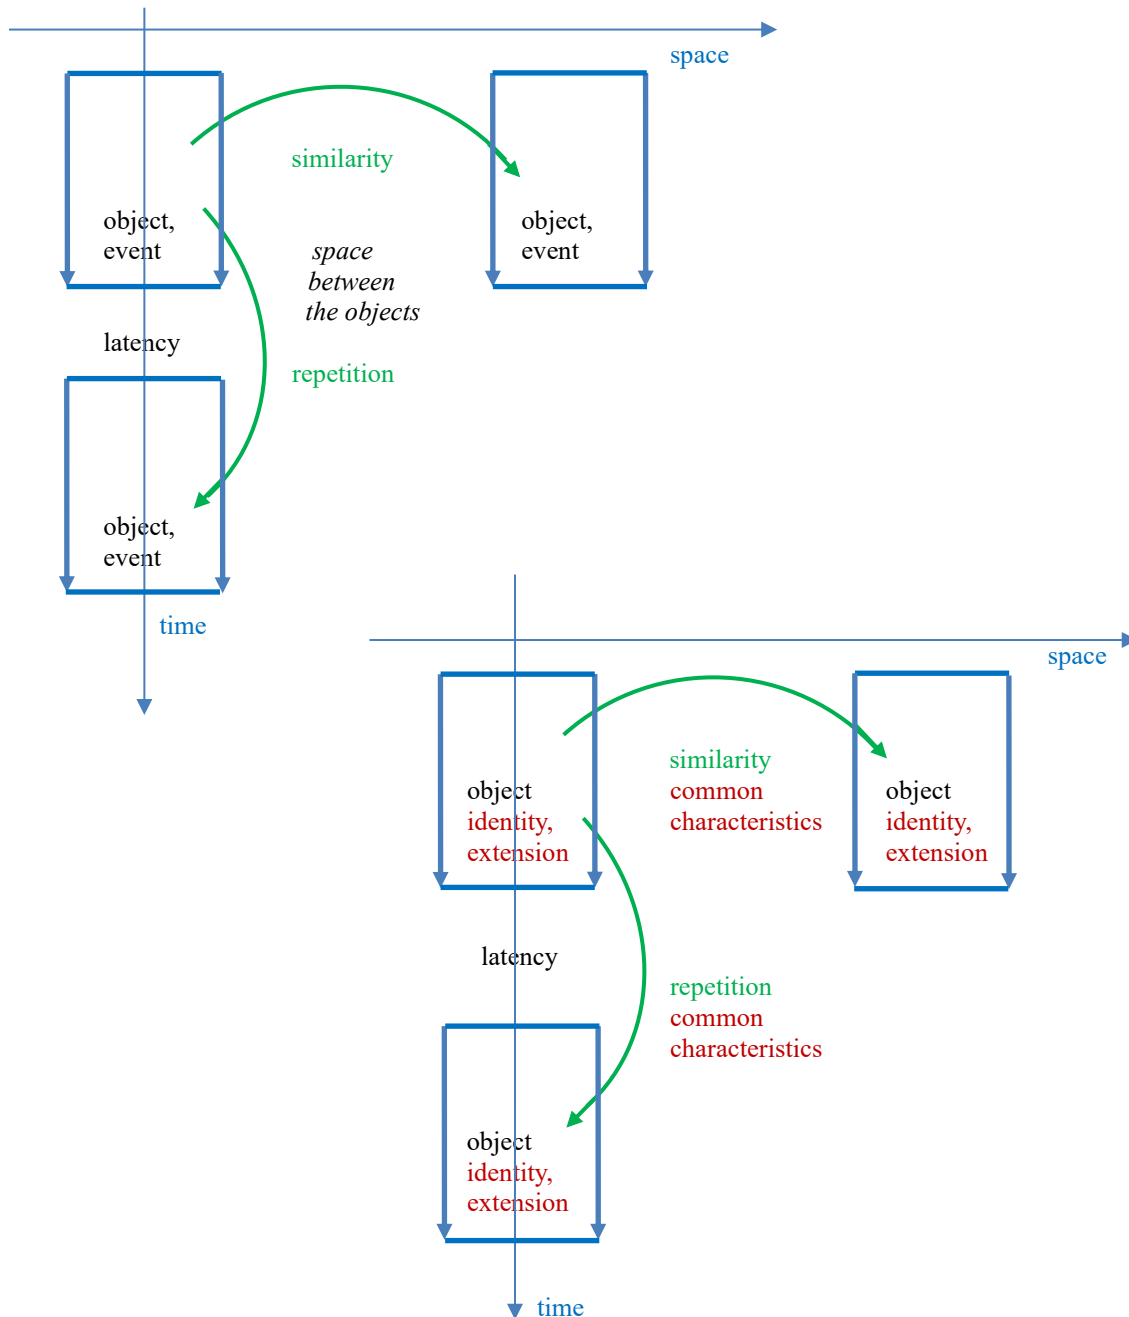 space
similarity
object,
event
object,
event
space
between
the objects
latency
repetition
object,
event
time
space
similarity
common
characteristics
object
identity,
extension
object
identity,
extension
latency
repetition
common
characteristics
object
identity,
extension
time